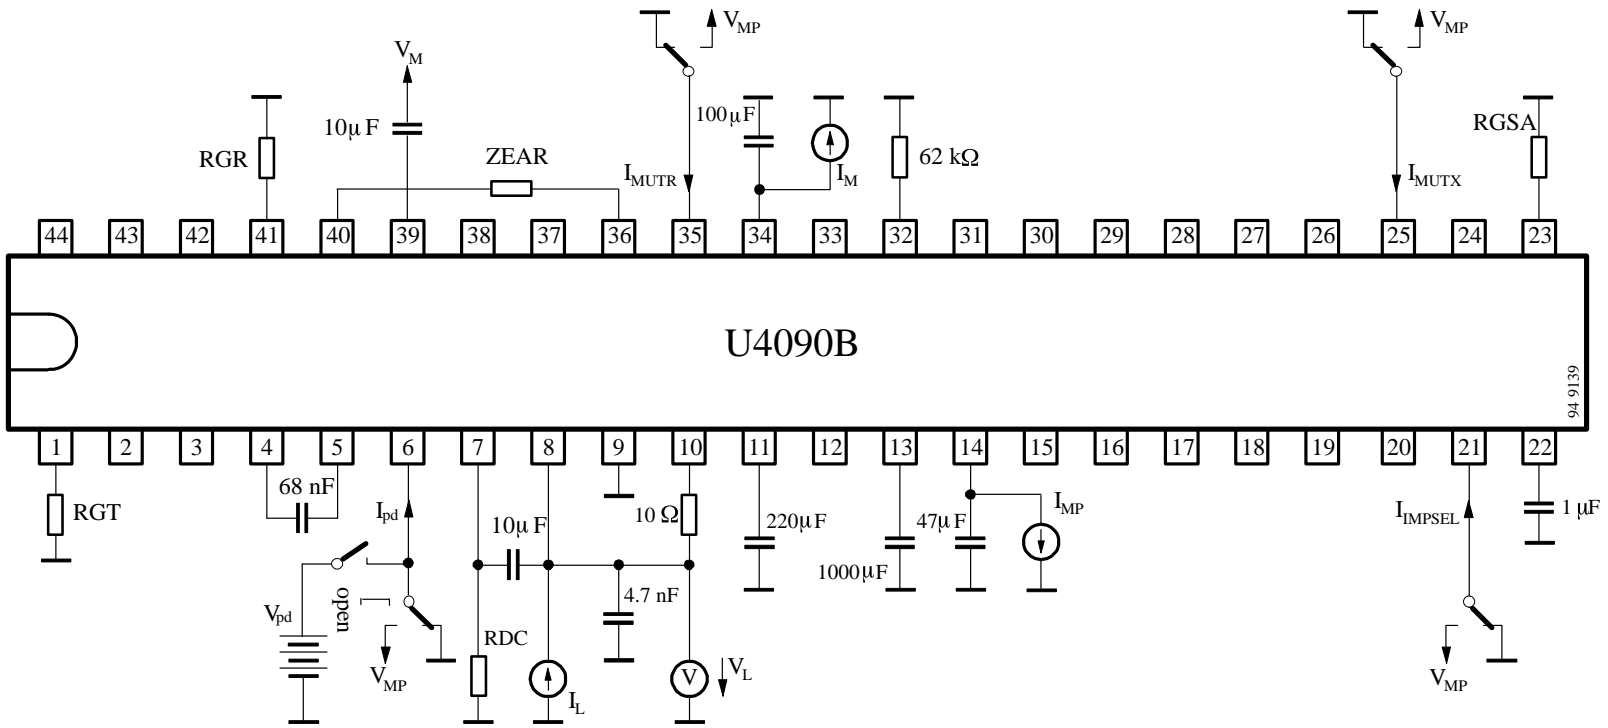 V_MP
V_MP
V_M
100μF
10μ F
RGSA
RGR
ZEAR
62 kΩ
I_MUTR
I_M
I_MUTX
44 43 42 41 40 39 38 37 36 35 34 33 32 31 30 29 28 27 26 25 24 23
U4090B
94 9139
1 2 3 4 5 6 7 8 9 10 11 12 13 14 15 16 17 18 19 20 21 22
68 nF
RGT
I_pd
10μ F
10 Ω
220μF
47μ F
I_MP
I_IMPSEL
1 μF
1000μF
open
4.7 nF
V_pd
RDC
V_MP
I_L
V
V_L
V_MP